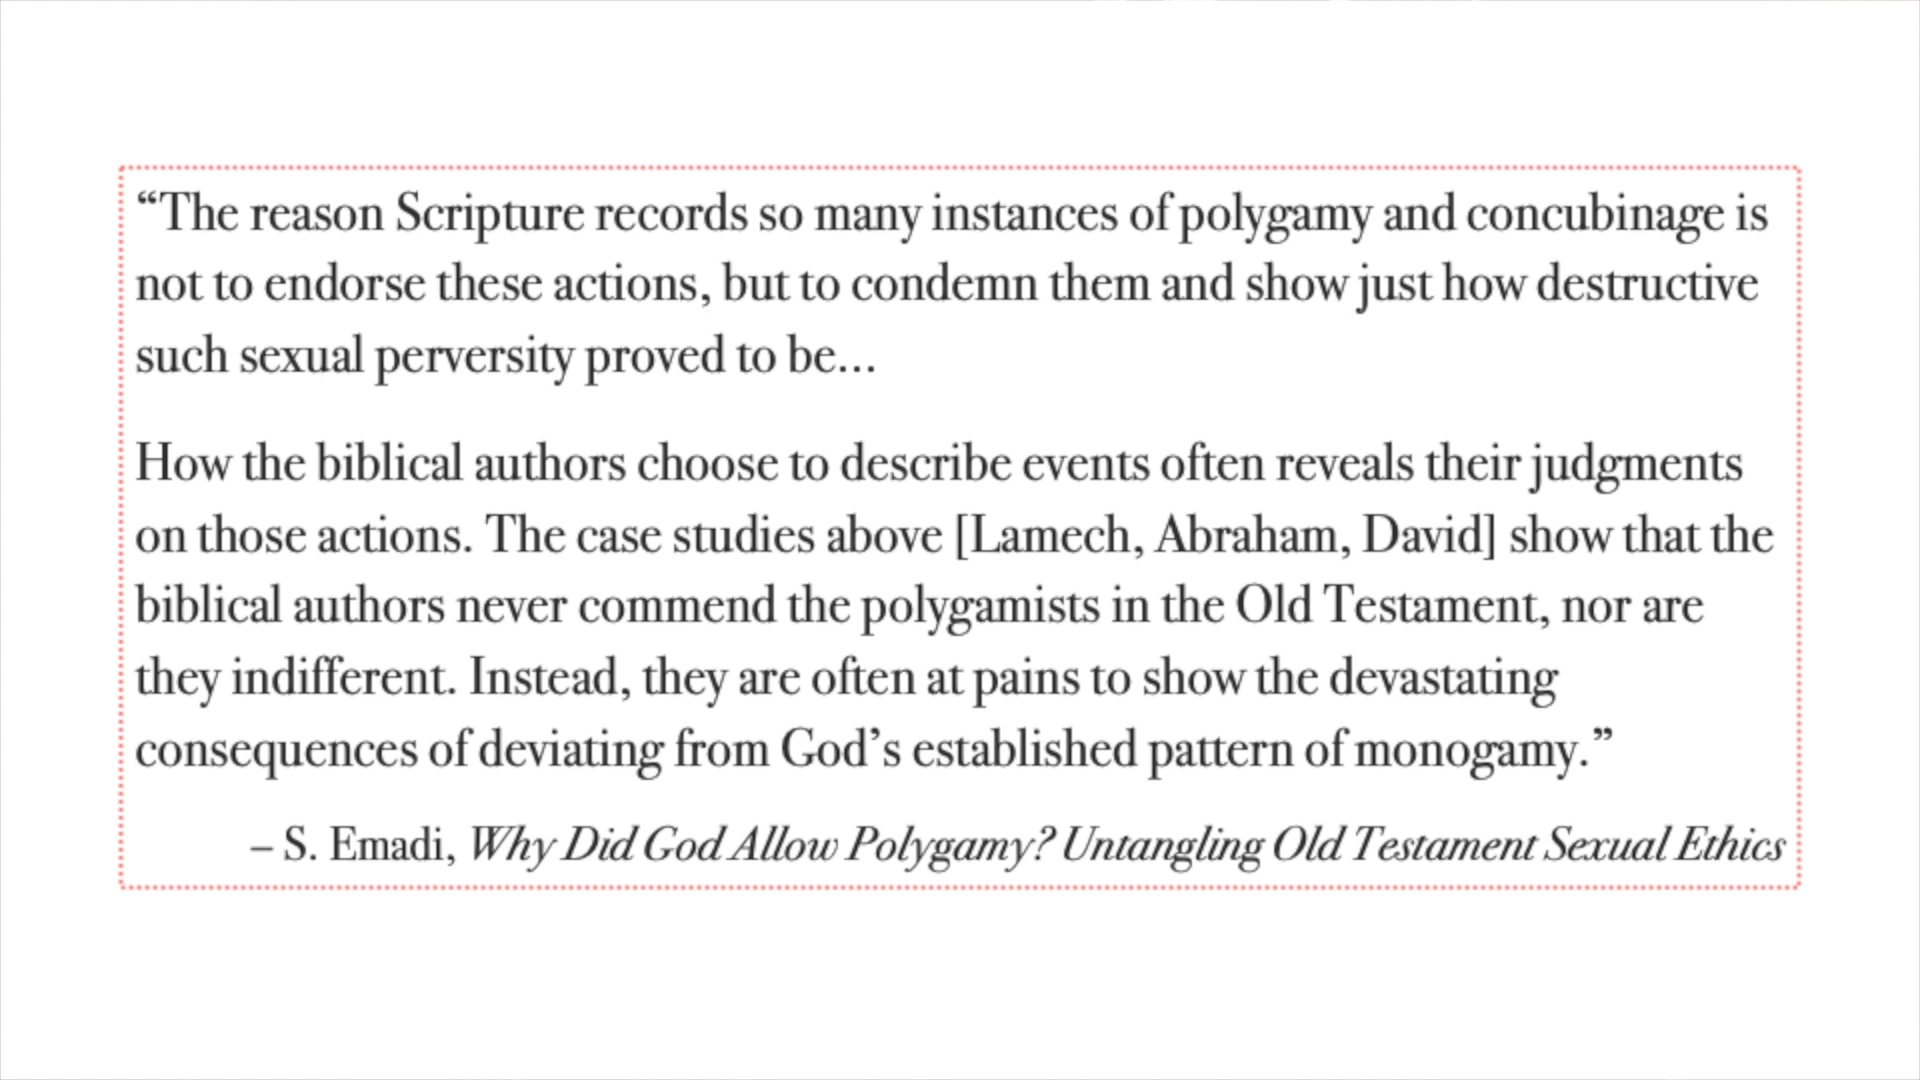 “The reason Scripture records so many instances of polygamy and concubinage is
not to endorse these actions, but to condemn them and show just how destructive
such sexual perversity proved to be...
How the biblical authors choose to describe events often reveals their judgments
on those actions. The case studies above [Lamech, Abraham, David] show that the
biblical authors never commend the polygamists in the Old Testament, nor are
they indifferent. Instead, they are often at pains to show the devastating
consequences of deviating from God’s established pattern of monogamy.”
– S. Emadi, Why Did God Allow Polygamy? Untangling Old Testament Sexual Ethics